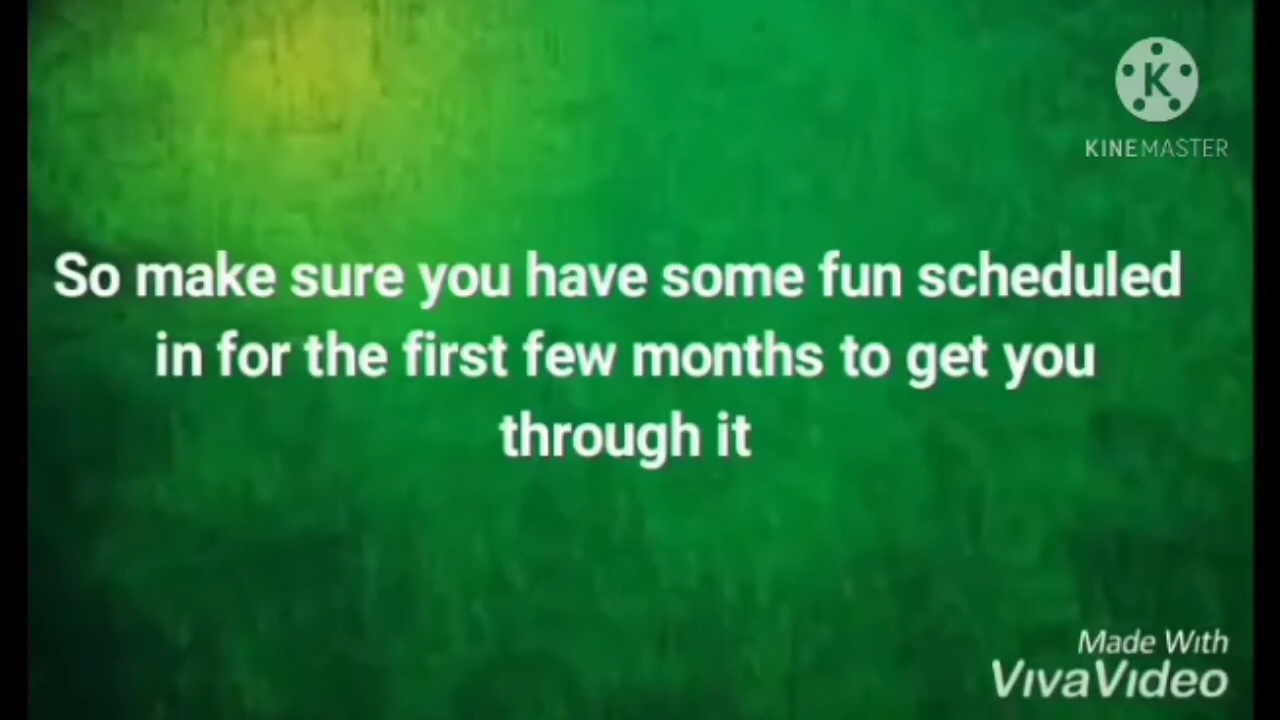 K
KINEMASTER
So make sure you have some fun scheduled
in for the first few months to get you
through it
Made With
VivaVideo